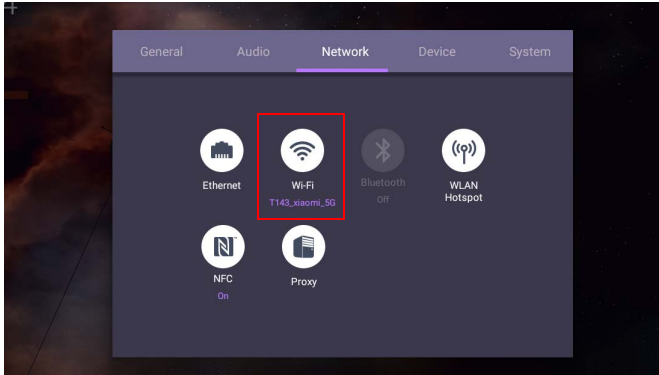 General Audio Network Device System
Ethernet Wi-Fi Bluetooth WLAN
T143_xiaomi_5G Off Hotspot
NFC Proxy
On